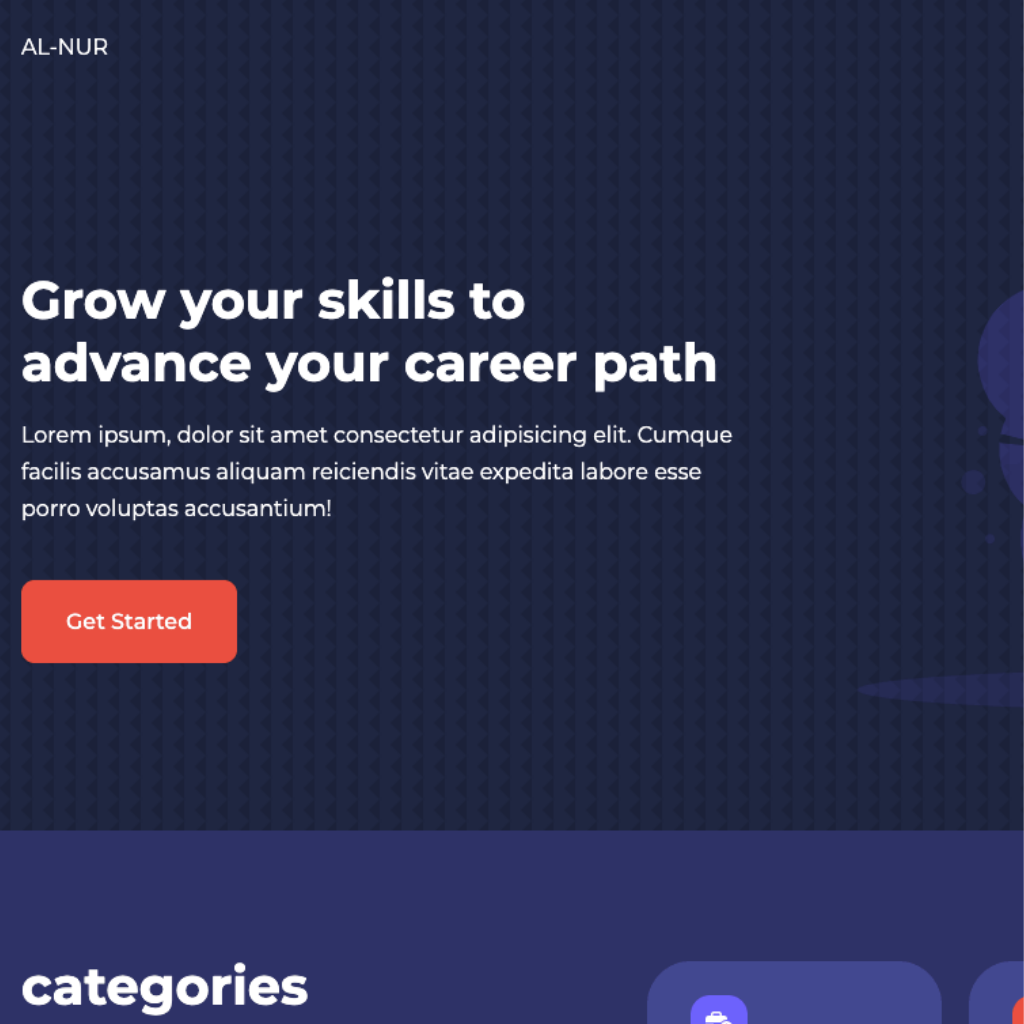 AL-NUR
Grow your skills to
advance your career path
Lorem ipsum, dolor sit amet consectetur adipisicing elit. Cumque
facilis accusamus aliquam reiciendis vitae expedita labore esse
porro voluptas accusantium!
Get Started
categories